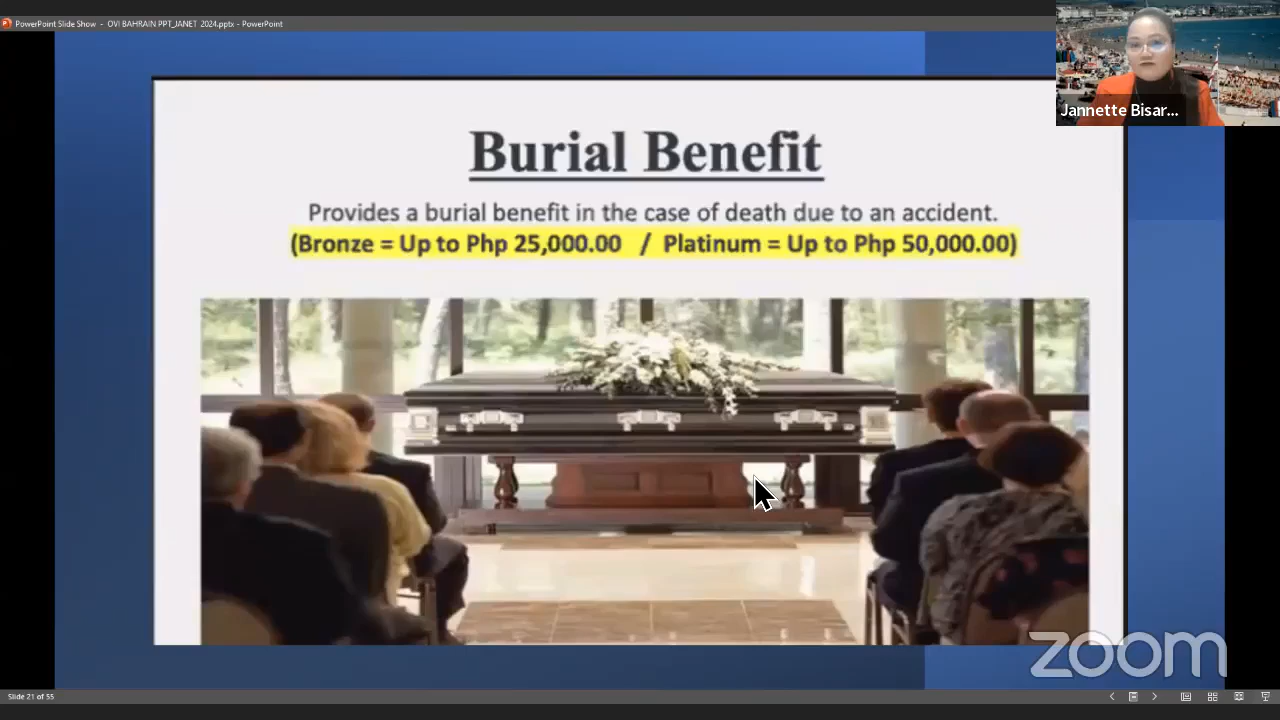 PowerPoint Slide Show - OVI BAHRAIN PPT_JANET 2024.pptx - PowerPoint
Jannette Bisar...
Burial Benefit
Provides a burial benefit in the case of death due to an accident.
(Bronze = Up to Php 25,000.00 / Platinum = Up to Php 50,000.00)
zoom
Slide 21 of 55